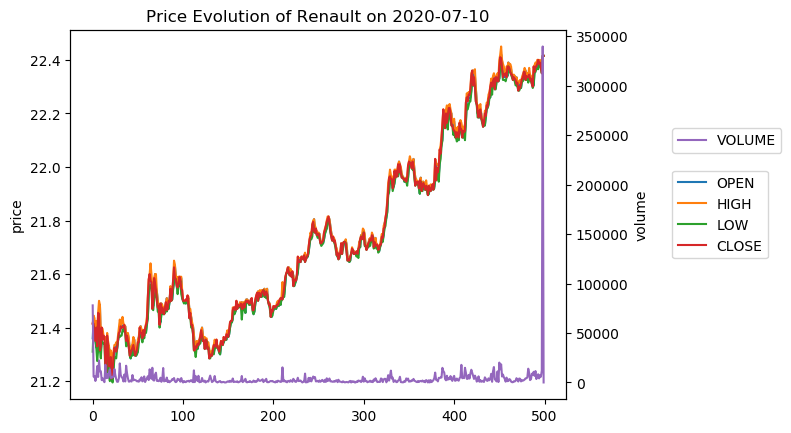 Price Evolution of Renault on 2020-07-10
price
22.4
22.2
22.0
21.8
21.6
21.4
21.2
0
100
200
300
400
500
350000
300000
250000
200000
150000
100000
50000
0
volume
VOLUME
OPEN
HIGH
LOW
CLOSE